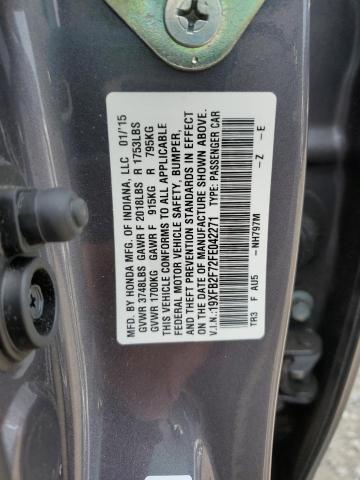 MFD. BY HONDA MFG. OF INDIANA, LLC 01/'15
GVWR 3748LBS GAWR F 2018LBS R 1753LBS
GVWR 1700KG GAWR F 915KG R 795KG
THIS VEHICLE CONFORMS TO ALL APPLICABLE
FEDERAL MOTOR VEHICLE SAFETY, BUMPER,
AND THEFT PREVENTION STANDARDS IN EFFECT
ON THE DATE OF MANUFACTURE SHOWN ABOVE.
V.I.N.:19XFB2F72FE042271 TYPE: PASSENGER CAR
TR3 F AU5 -NH797M -Z -E